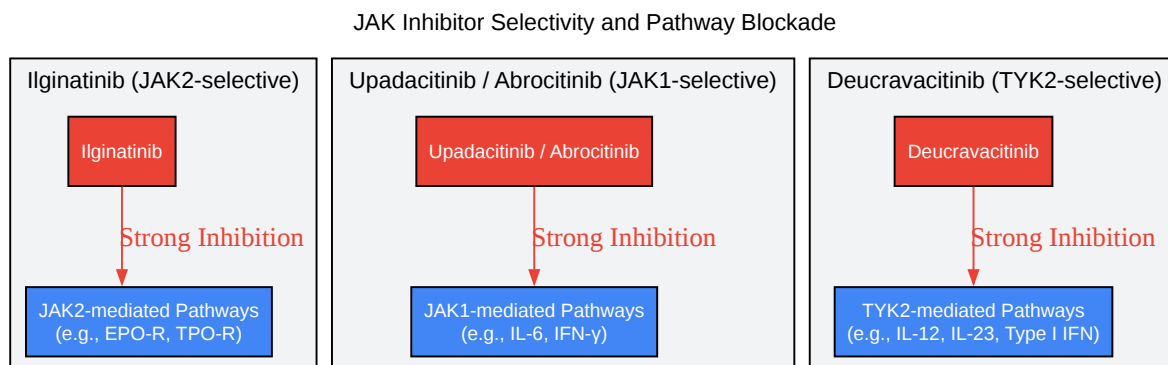 JAK Inhibitor Selectivity and Pathway Blockade
Ilginatinib (JAK2-selective)
Ilginatinib
Strong Inhibition
JAK2-mediated Pathways
(e.g., EPO-R, TPO-R)
Upadacitinib / Abrocitinib (JAK1-selective)
Upadacitinib / Abrocitinib
Strong Inhibition
JAK1-mediated Pathways
(e.g., IL-6, IFN-γ)
Deucravacitinib (TYK2-selective)
Deucravacitinib
Strong Inhibition
TYK2-mediated Pathways
(e.g., IL-12, IL-23, Type I IFN)